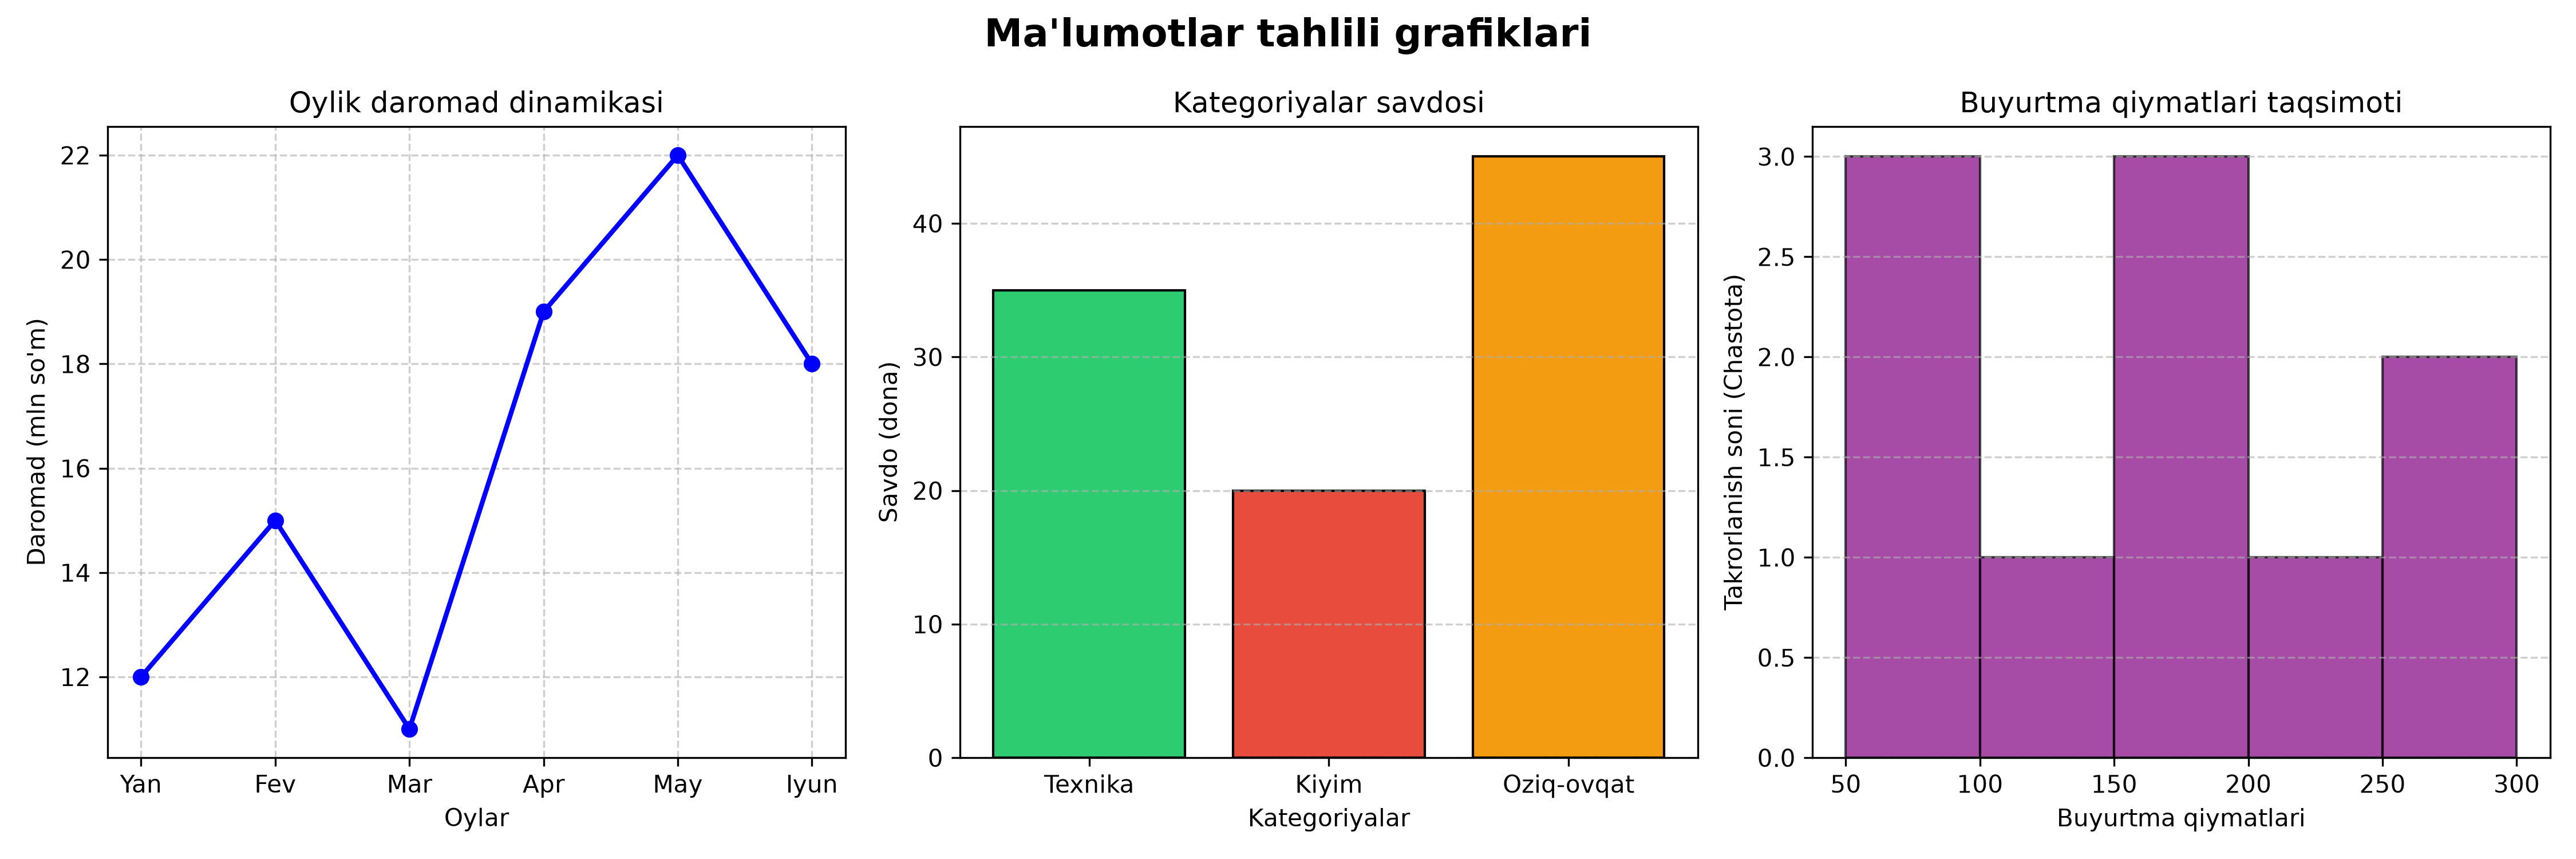 Ma'lumotlar tahlili grafiklari
Oylik daromad dinamikasi
Daromad (mln so'm)
22
20
18
16
14
12
Yan Fev Mar Apr May Iyun
Oylar
Kategoriyalar savdosi
Savdo (dona)
40
30
20
10
0
Texnika Kiyim Oziq-ovqat
Kategoriyalar
Buyurtma qiymatlari taqsimoti
Takrorlanish soni (Chastota)
3.0
2.5
2.0
1.5
1.0
0.5
0.0
50 100 150 200 250 300
Buyurtma qiymatlari